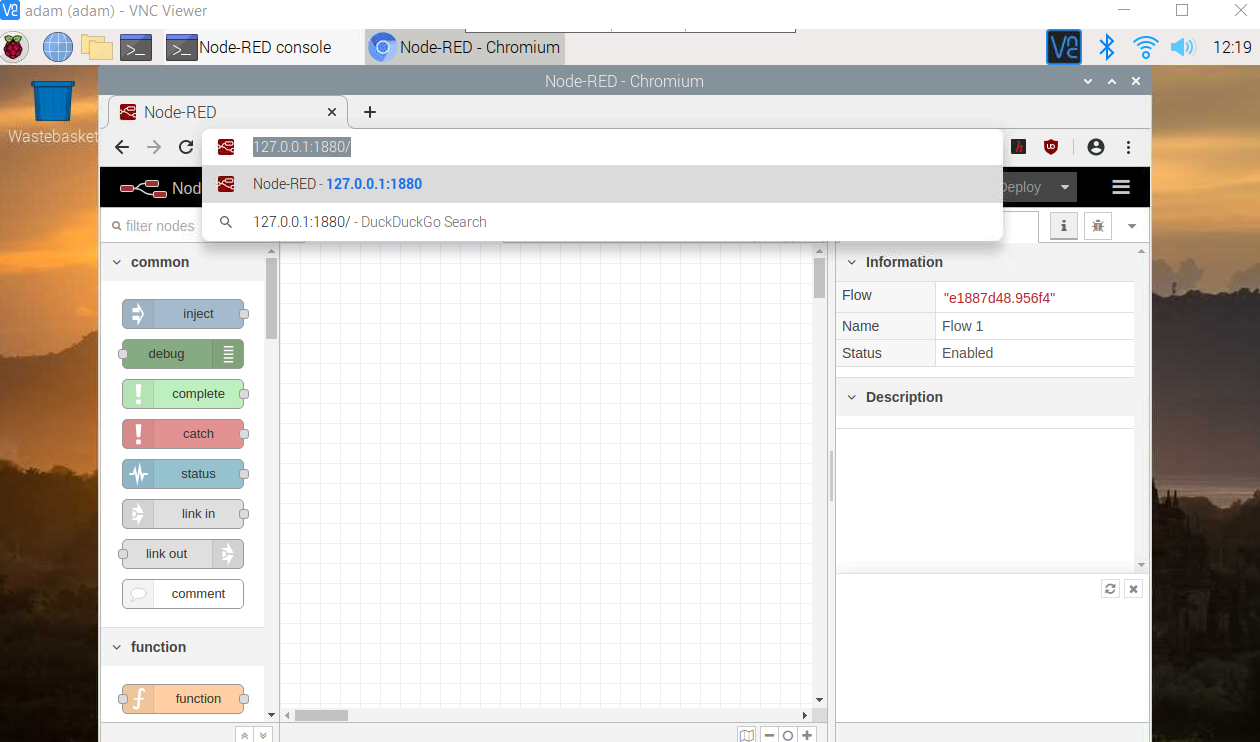 adam (adam) - VNC Viewer
Node-RED console
Node-RED - Chromium
12:19
Node-RED - Chromium
Wastebasket
Node-RED
127.0.0.1:1880/
Node-RED - 127.0.0.1:1880
127.0.0.1:1880/ - DuckDuckGo Search
Nod
Deploy
filter nodes
i
common
inject
debug
complete
catch
status
link in
link out
comment
function
function
Information
Flow "e1887d48.956f4"
Name Flow 1
Status Enabled
Description